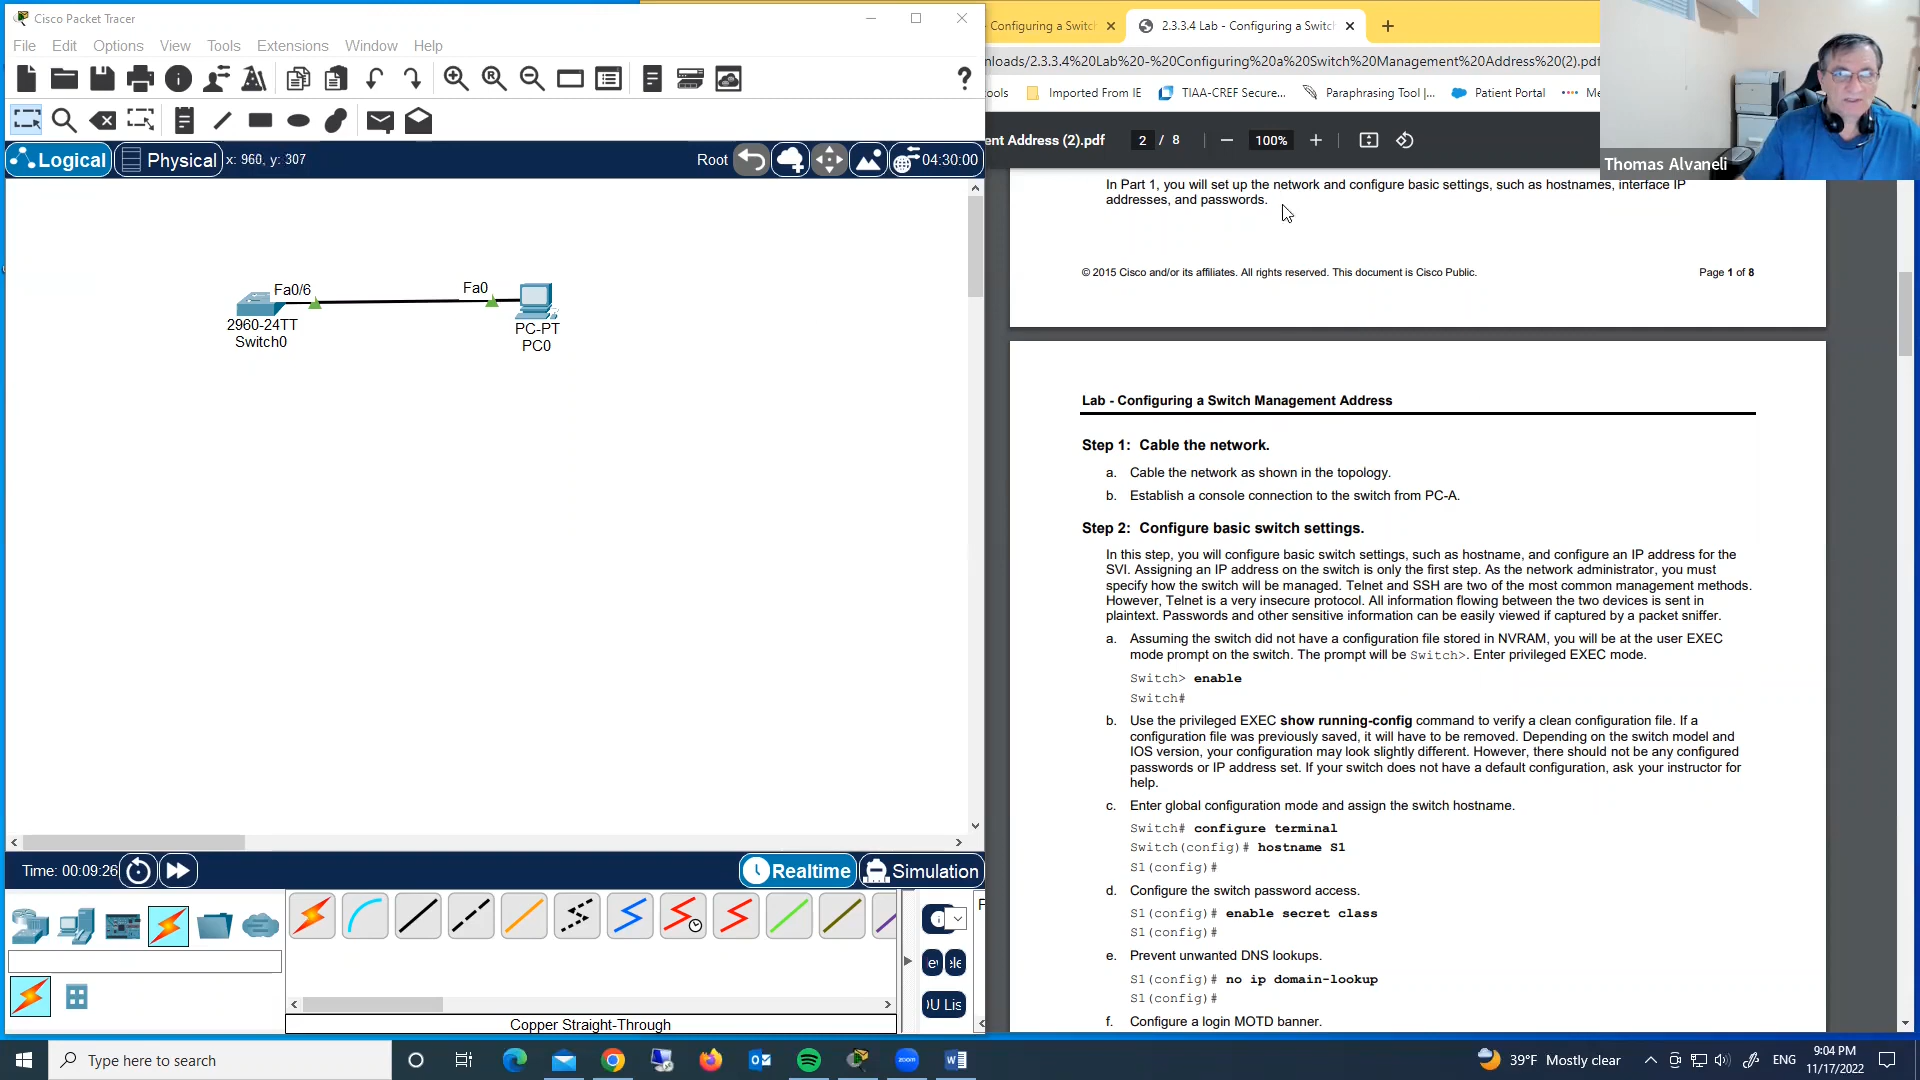 Cisco Packet Tracer
File Edit Options View Tools Extensions Window Help
?
Logical Physical x: 960, y: 307 Root 04:30:00
Fa0/6 Fa0
2960-24TT
Switch0
PC-PT
PC0
Time: 00:09:26 Realtime Simulation
Copper Straight-Through
Configuring a Switch
2.3.3.4 Lab - Configuring a Switch
nloads/2.3.3.4%20Lab%20-%20Configuring%20a%20Switch%20Management%20Address%20(2).pdf
ools Imported From IE TIAA-CREF Secure... Paraphrasing Tool |... Patient Portal Me
ent Address (2).pdf 2 / 8 100%
Thomas Alvaneli
In Part 1, you will set up the network and configure basic settings, such as hostnames, interface IP
addresses, and passwords.
© 2015 Cisco and/or its affiliates. All rights reserved. This document is Cisco Public. Page 1 of 8
Lab - Configuring a Switch Management Address
Step 1: Cable the network.
a. Cable the network as shown in the topology.
b. Establish a console connection to the switch from PC-A.
Step 2: Configure basic switch settings.
In this step, you will configure basic switch settings, such as hostname, and configure an IP address for the
SVI. Assigning an IP address on the switch is only the first step. As the network administrator, you must
specify how the switch will be managed. Telnet and SSH are two of the most common management methods.
However, Telnet is a very insecure protocol. All information flowing between the two devices is sent in
plaintext. Passwords and other sensitive information can be easily viewed if captured by a packet sniffer.
a. Assuming the switch did not have a configuration file stored in NVRAM, you will be at the user EXEC
mode prompt on the switch. The prompt will be Switch>. Enter privileged EXEC mode.
Switch> enable
Switch#
b. Use the privileged EXEC show running-config command to verify a clean configuration file. If a
configuration file was previously saved, it will have to be removed. Depending on the switch model and
IOS version, your configuration may look slightly different. However, there should not be any configured
passwords or IP address set. If your switch does not have a default configuration, ask your instructor for
help.
c. Enter global configuration mode and assign the switch hostname.
Switch# configure terminal
Switch(config)# hostname S1
S1(config)#
d. Configure the switch password access.
S1(config)# enable secret class
S1(config)#
e. Prevent unwanted DNS lookups.
S1(config)# no ip domain-lookup
S1(config)#
f. Configure a login MOTD banner.
Type here to search
zoom
39°F Mostly clear ENG 9:04 PM
11/17/2022